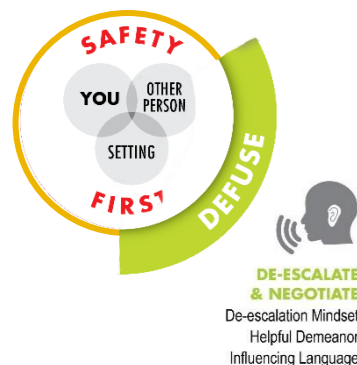 SAFETY
YOU
OTHER
PERSON
SETTING
FIRST
DEFUSE
DE-ESCALATE
& NEGOTIATE
De-escalation Mindset
Helpful Demeanor
Influencing Language